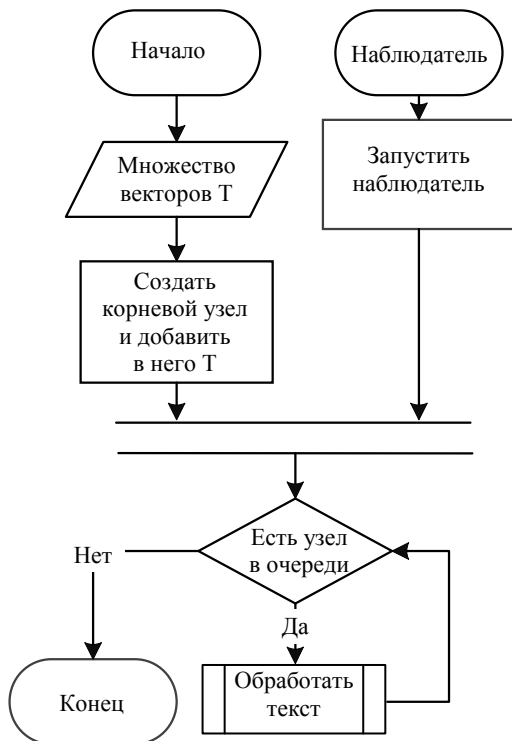 Начало
Наблюдатель
Множество
векторов T
Запустить
наблюдатель
Создать
корневой узел
и добавить
в него T
Есть узел
в очереди
Нет
Да
Конец
Обработать
текст